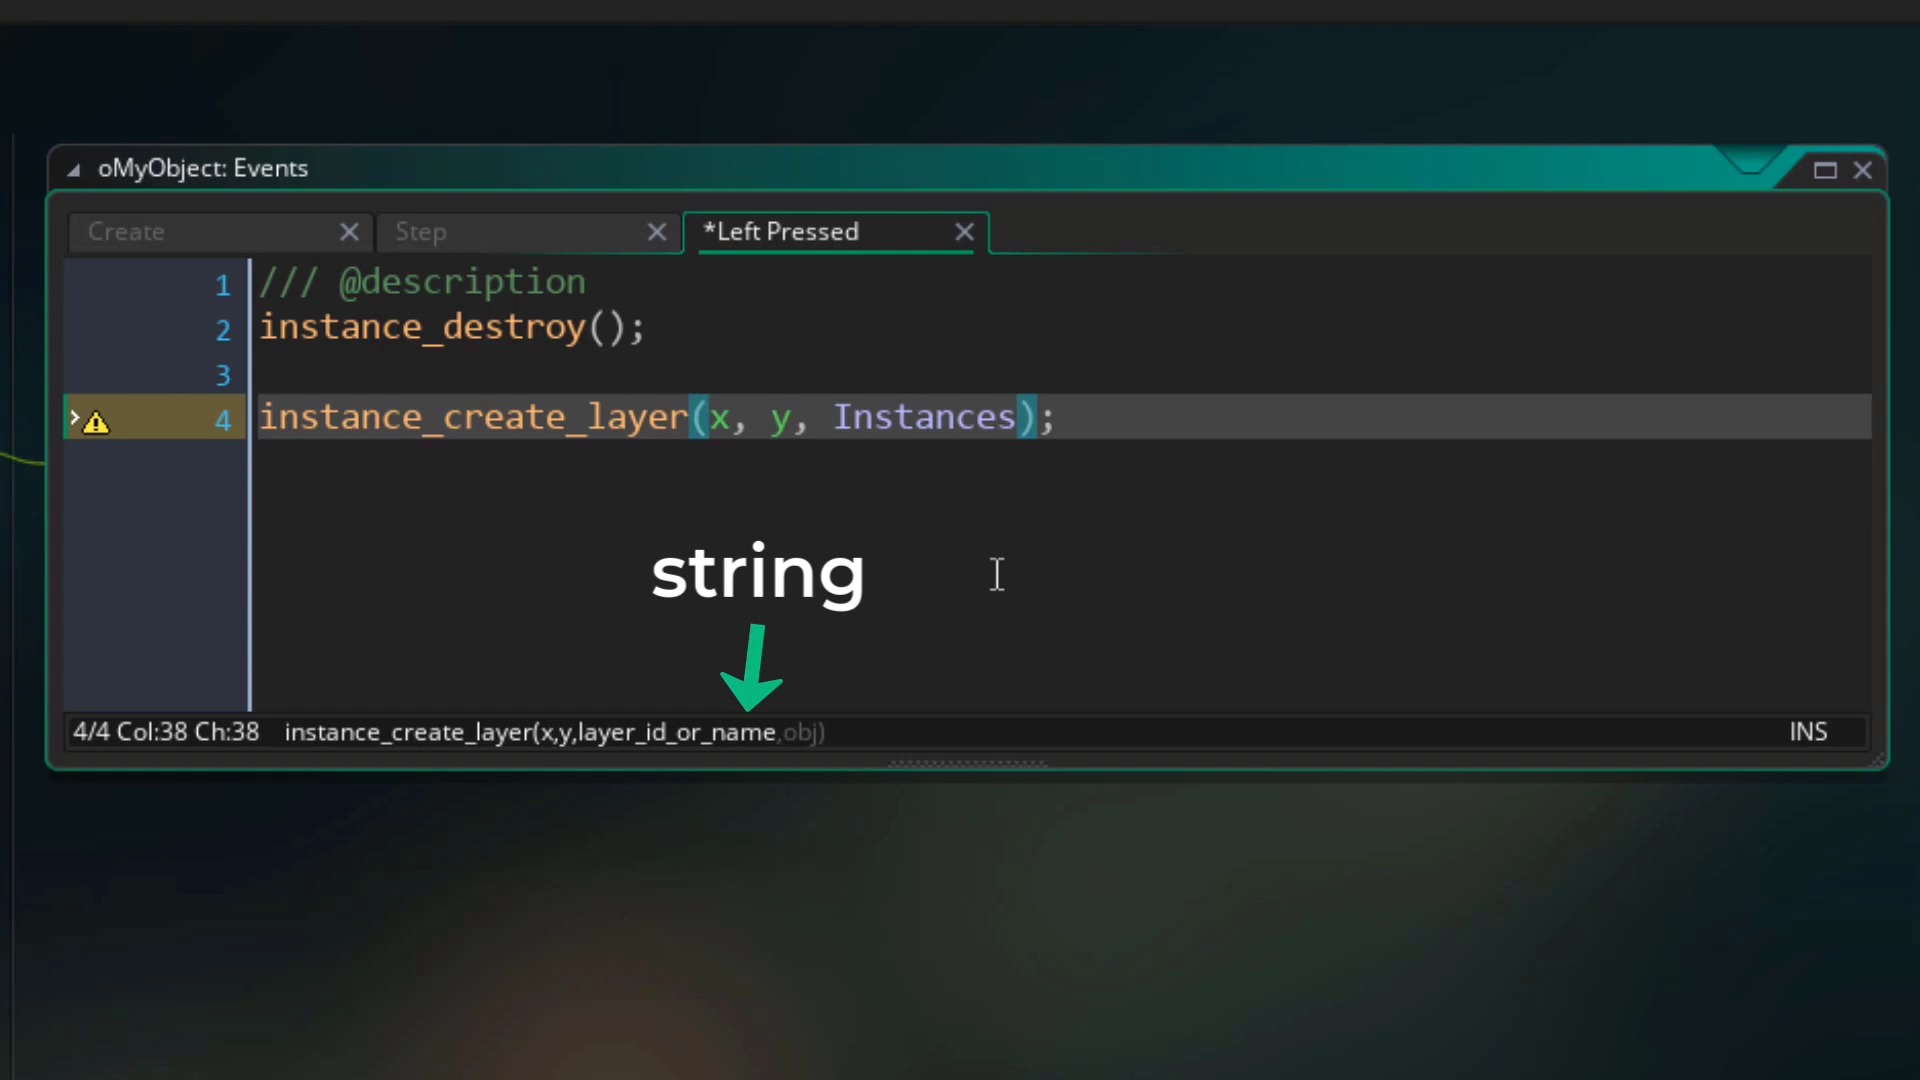 oMyObject: Events
Create
Step
*Left Pressed
1 /// @description
2 instance_destroy();
3
4 instance_create_layer(x, y, Instances);
string
4/4 Col:38 Ch:38 instance_create_layer(x,y,layer_id_or_name,obj) INS